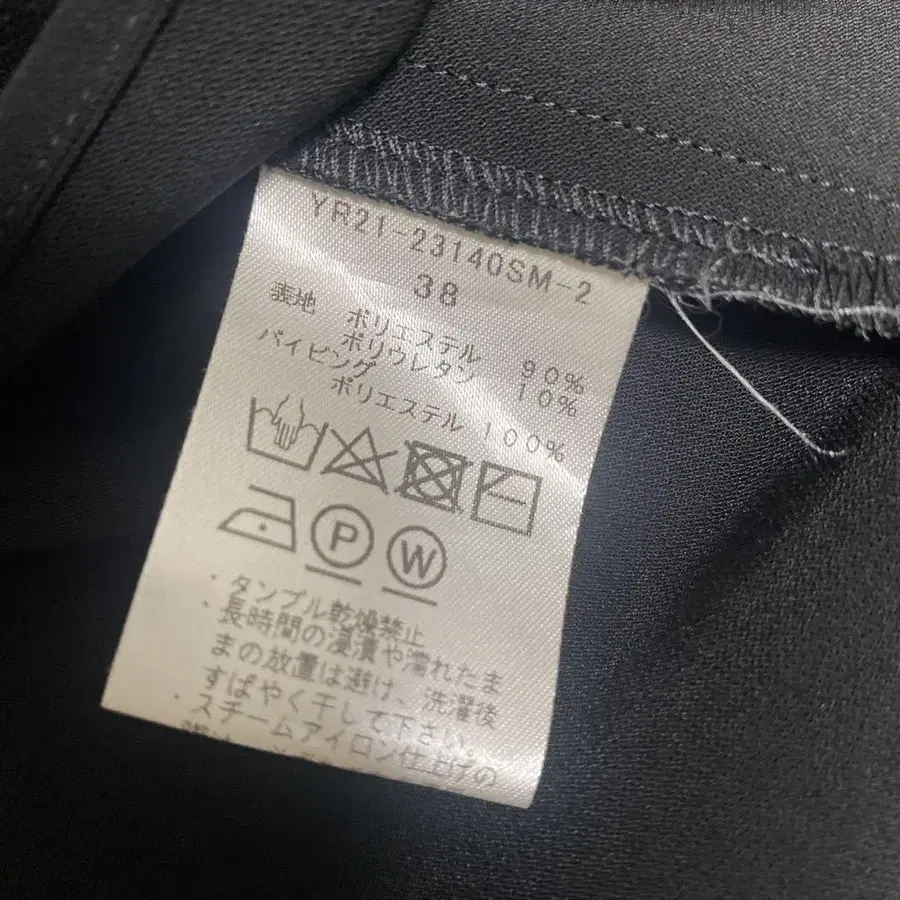 YR21-23140SM-2
38
表地 ポリエステル 90%
ポリウレタン 10%
パイピング
ポリエステル 100%
P W
・タンブル乾燥禁止
・長時間の浸漬や濡れたま
まの放置は避け、洗濯後
すばやく干して下さい。
・スチームアイロン仕上げの